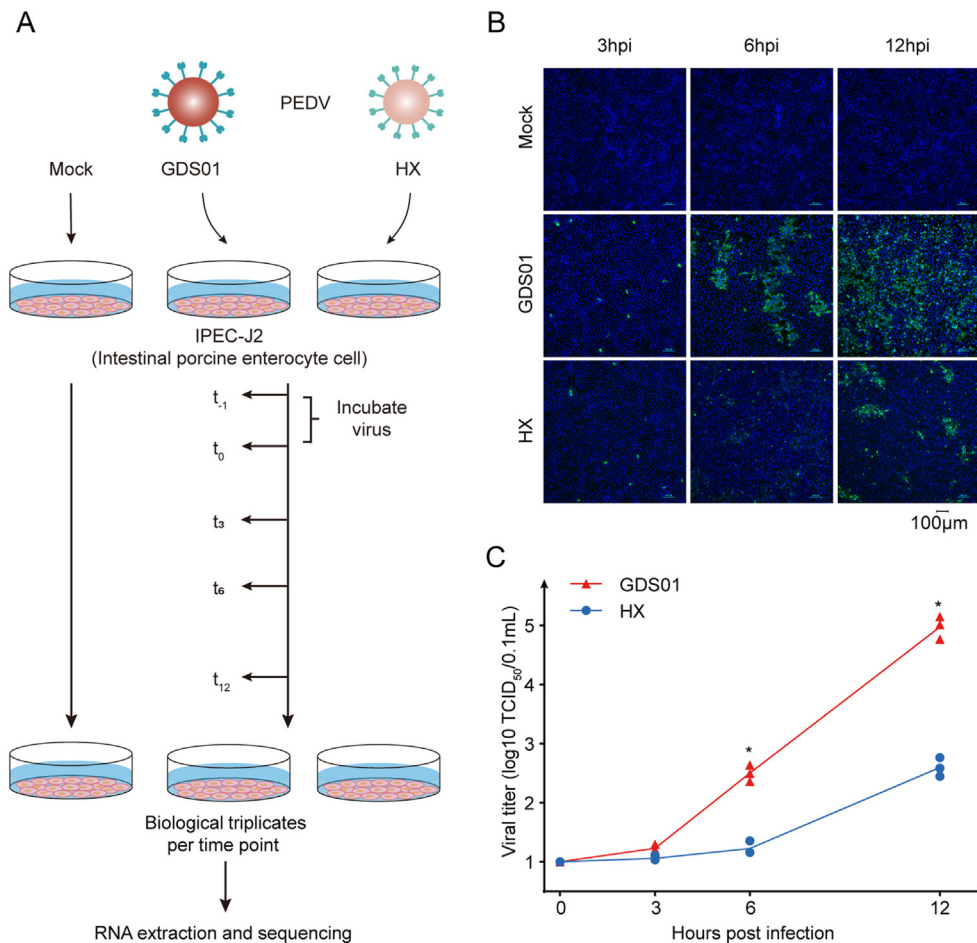 A
PEDV
Mock
GDS01
HX
IPEC-J2
(Intestinal porcine enterocyte cell)
t-1
Incubate
virus
t0
t3
t6
t12
Biological triplicates
per time point
RNA extraction and sequencing
B
3hpi
6hpi
12hpi
Mock
GDS01
HX
100μm
C
GDS01
HX
*
*
Viral titer (log10 TCID50/0.1mL)
5
4
3
2
1
0
3
6
12
Hours post infection